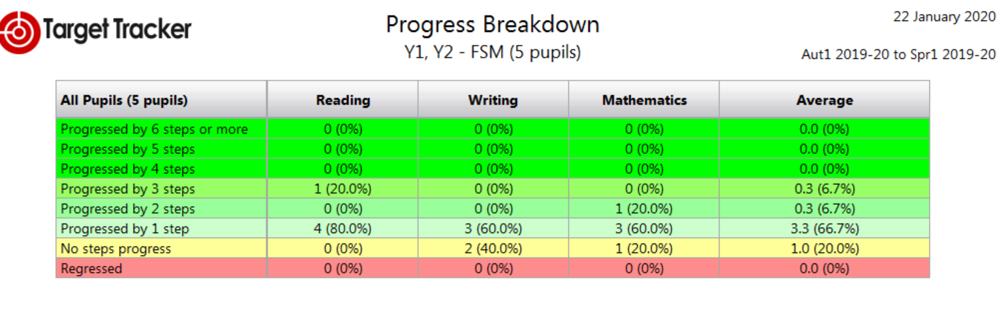 Target Tracker
Progress Breakdown
22 January 2020
Y1, Y2 - FSM (5 pupils)
Aut1 2019-20 to Spr1 2019-20
All Pupils (5 pupils) Reading Writing Mathematics Average
Progressed by 6 steps or more 0 (0%) 0 (0%) 0 (0%) 0.0 (0%)
Progressed by 5 steps 0 (0%) 0 (0%) 0 (0%) 0.0 (0%)
Progressed by 4 steps 0 (0%) 0 (0%) 0 (0%) 0.0 (0%)
Progressed by 3 steps 1 (20.0%) 0 (0%) 0 (0%) 0.3 (6.7%)
Progressed by 2 steps 0 (0%) 0 (0%) 1 (20.0%) 0.3 (6.7%)
Progressed by 1 step 4 (80.0%) 3 (60.0%) 3 (60.0%) 3.3 (66.7%)
No steps progress 0 (0%) 2 (40.0%) 1 (20.0%) 1.0 (20.0%)
Regressed 0 (0%) 0 (0%) 0 (0%) 0.0 (0%)